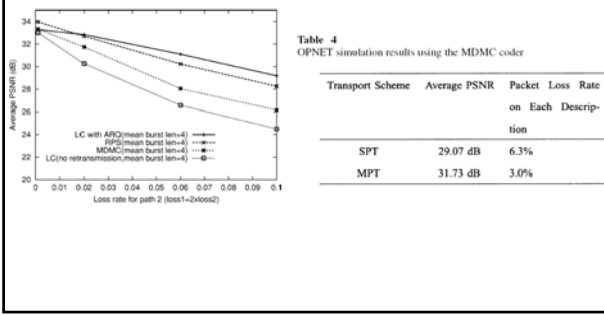 34
32
30
28
26
24
22
20
Average PSNR (dB)
LC with ARQ(mean burst len=4)
RPS(mean burst len=4)
MDMC(mean burst len=4)
LC(no retransmission,mean burst len=4)
0 0.01 0.02 0.03 0.04 0.05 0.06 0.07 0.08 0.09 0.1
Loss rate for path 2 (loss1=2xloss2)
Table 4
OPNET simulation results using the MDMC coder
Transport Scheme Average PSNR Packet Loss Rate
on Each Descrip-
tion
SPT 29.07 dB 6.3%
MPT 31.73 dB 3.0%